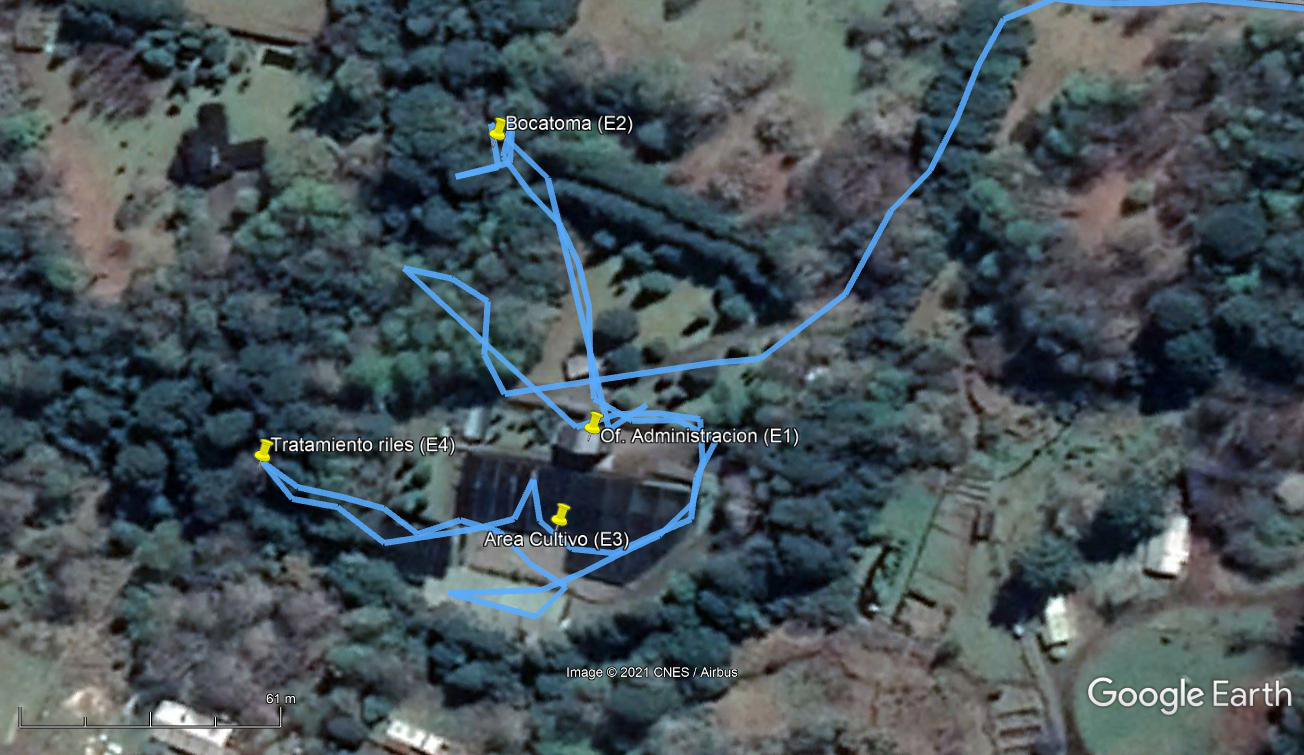 Bocatoma (E2)
Of. Administracion (E1)
Tratamiento riles (E4)
Area Cultivo (E3)
Image © 2021 CNES / Airbus
61 m
Google Earth